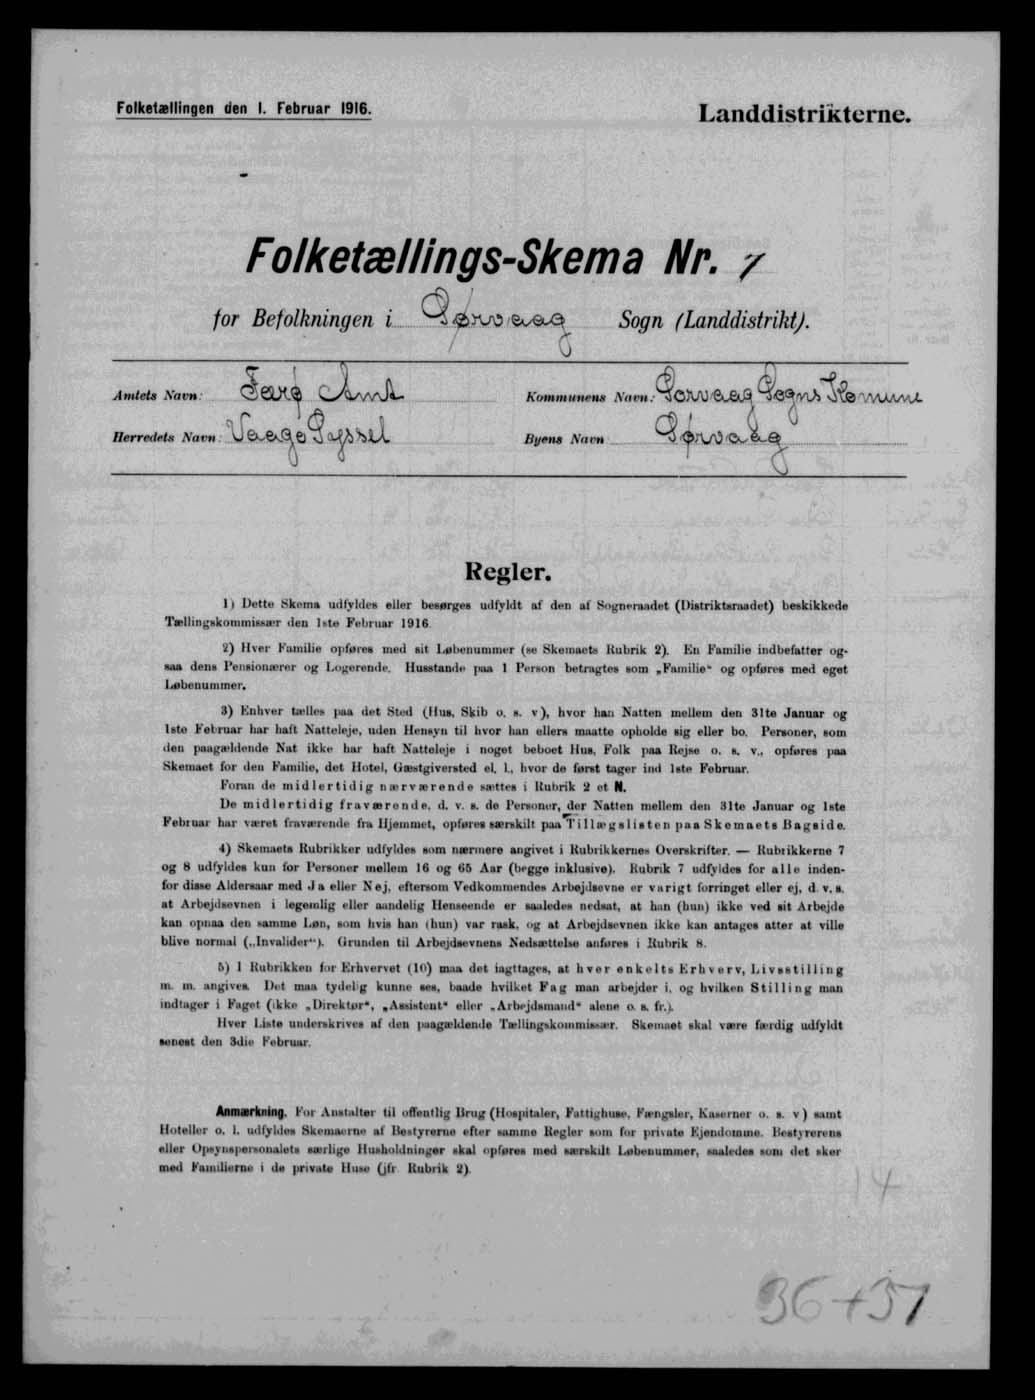 Folketællingen den 1. Februar 1916.
Landdistrikterne.
Folketællings-Skema Nr. 7
for Befolkningen i Sørvaag Sogn (Landdistrikt).
Amtets Navn: Færø Amt
Kommunens Navn: Sorvaag Sogns Komune
Herredets Navn: Vaagø Syssel
Byens Navn Sørvaag
Regler.
1) Dette Skema udfyldes eller besørges udfyldt af den af Sogneraadet (Distriktsraadet) beskikkede
Tællingskommissær den 1ste Februar 1916.
2) Hver Familie opføres med sit Løbenummer (se Skemaets Rubrik 2). En Familie indbefatter og-
saa dens Pensionærer og Logerende. Husstande paa 1 Person betragtes som „Familie“ og opføres med eget
Løbenummer.
3) Enhver tælles paa det Sted (Hus, Skib o. s. v), hvor han Natten mellem den 31te Januar og
1ste Februar har haft Natteleje, uden Hensyn til hvor han ellers maatte opholde sig eller bo. Personer, som
den paagældende Nat ikke har haft Natteleje i noget beboet Hus, Folk paa Rejse o. s. v., opføres paa
Skemaet for den Familie, det Hotel, Gæstgiversted el. l., hvor de først tager ind 1ste Februar.
Foran de midlertidig nærværende sættes i Rubrik 2 et N.
De midlertidig fraværende, d. v. s. de Personer, der Natten mellem den 31te Januar og 1ste
Februar har været fraværende fra Hjemmet, opføres særskilt paa Tillægslisten paa Skemaets Bagside.
4) Skemaets Rubrikker udfyldes som nærmere angivet i Rubrikkernes Overskrifter. — Rubrikkerne 7
og 8 udfyldes kun for Personer mellem 16 og 65 Aar (begge inklusive). Rubrik 7 udfyldes for alle inden-
for disse Aldersaar med Ja eller Nej, eftersom Vedkommendes Arbejdsevne er varigt forringet eller ej, d. v. s.
at Arbejdsevnen i legemlig eller aandelig Henseende er saaledes nedsat, at han (hun) ikke ved sit Arbejde
kan opnaa den samme Løn, som hvis han (hun) var rask, og at Arbejdsevnen ikke kan antages atter at ville
blive normal („Invalider“). Grunden til Arbejdsevnens Nedsættelse anføres i Rubrik 8.
5) I Rubrikken for Erhvervet (10) maa det iagttages, at hver enkelts Erhverv, Livsstilling
m. m. angives. Det maa tydelig kunne ses, baade hvilket Fag man arbejder i, og hvilken Stilling man
indtager i Faget (ikke „Direktør“, „Assistent“ eller „Arbejdsmand“ alene o. s. fr.).
Hver Liste underskrives af den paagældende Tællingskommissær. Skemaet skal være færdig udfyldt
senest den 3die Februar.
Anmærkning. For Anstalter til offentlig Brug (Hospitaler, Fattighuse, Fængsler, Kaserner o. s. v) samt
Hoteller o. l. udfyldes Skemaerne af Bestyrerne efter samme Regler som for private Ejendomme. Bestyrerens
eller Opsynspersonalets særlige Husholdninger skal opføres med særskilt Løbenummer, saaledes som det sker
med Familierne i de private Huse (jfr. Rubrik 2).
14
36+37